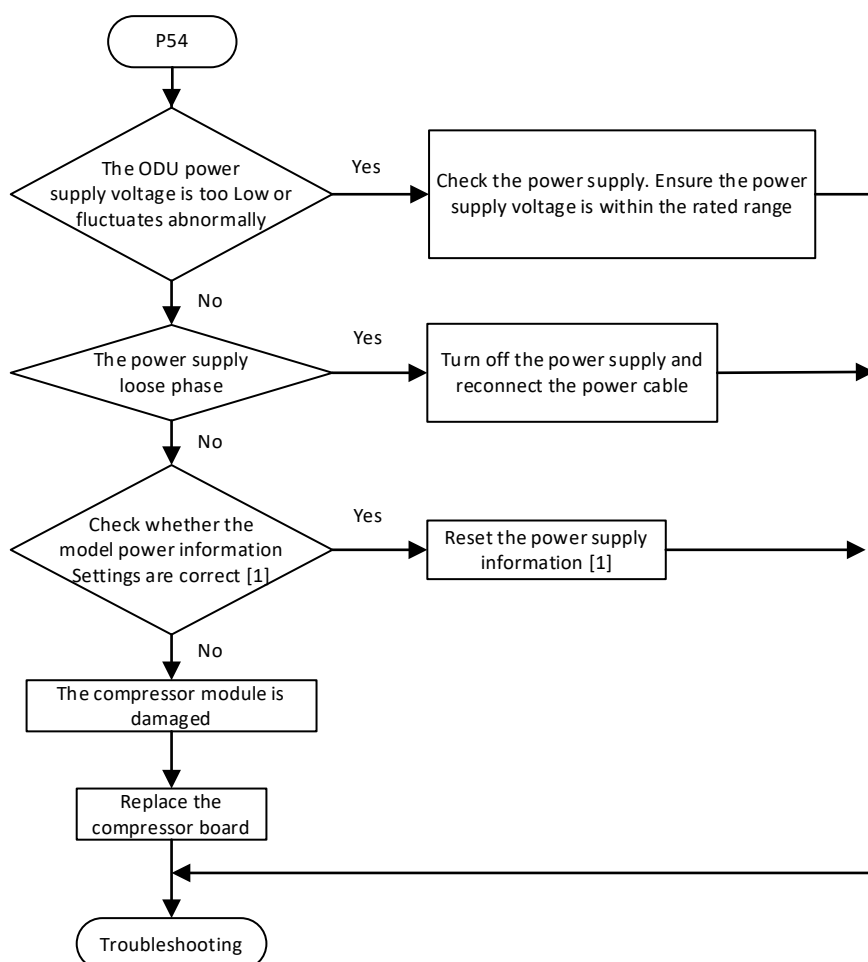 P54
The ODU power
supply voltage is too Low or
fluctuates abnormally
Yes
Check the power supply. Ensure the power
supply voltage is within the rated range
No
The power supply
loose phase
Yes
Turn off the power supply and
reconnect the power cable
No
Check whether the
model power information
Settings are correct [1]
Yes
Reset the power supply
information [1]
No
The compressor module is
damaged
Replace the
compressor board
Troubleshooting